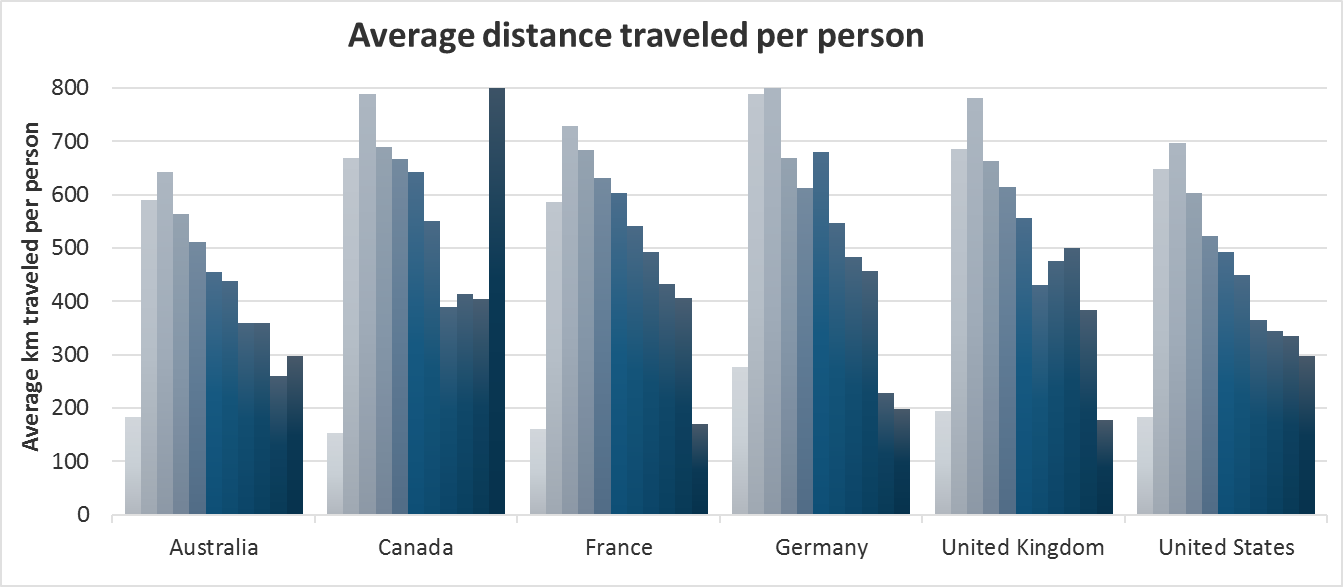 Average distance traveled per person
Average km traveled per person
800
700
600
500
400
300
200
100
0
Australia
Canada
France
Germany
United Kingdom
United States